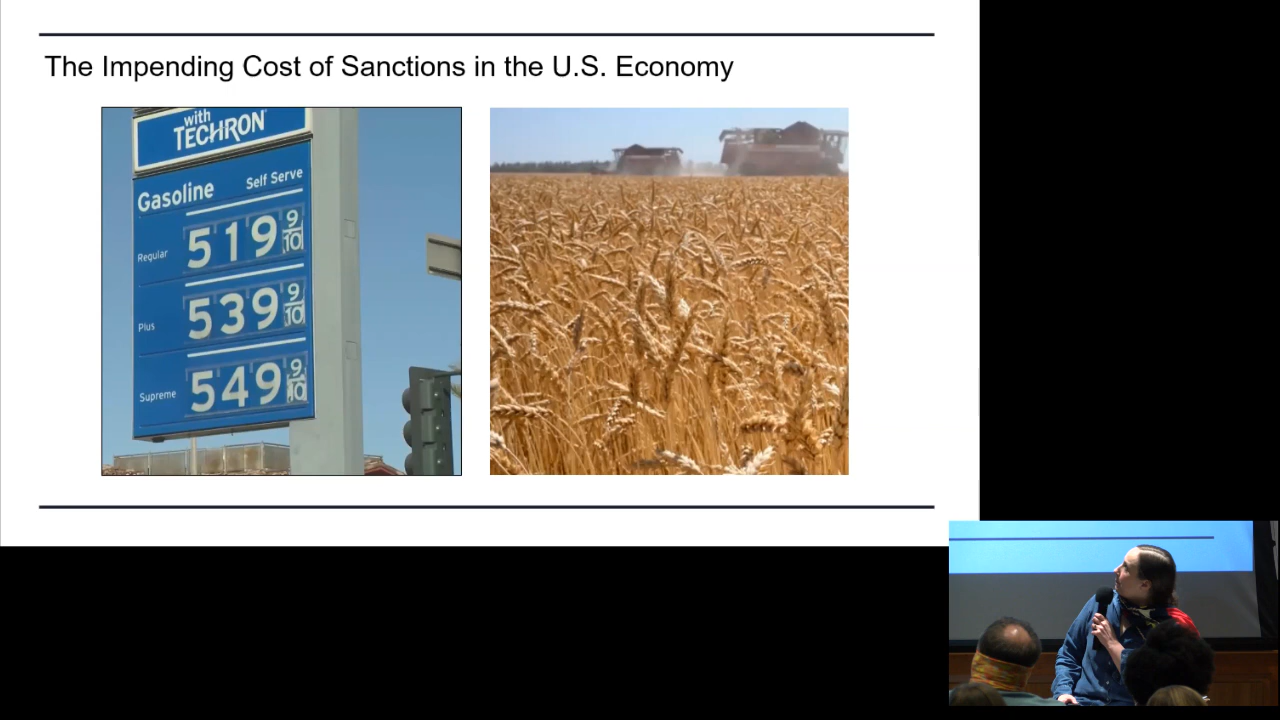 The Impending Cost of Sanctions in the U.S. Economy
with
TECHRON
Gasoline Self Serve
Regular 519 9/10
Plus 539 9/10
Supreme 549 9/10